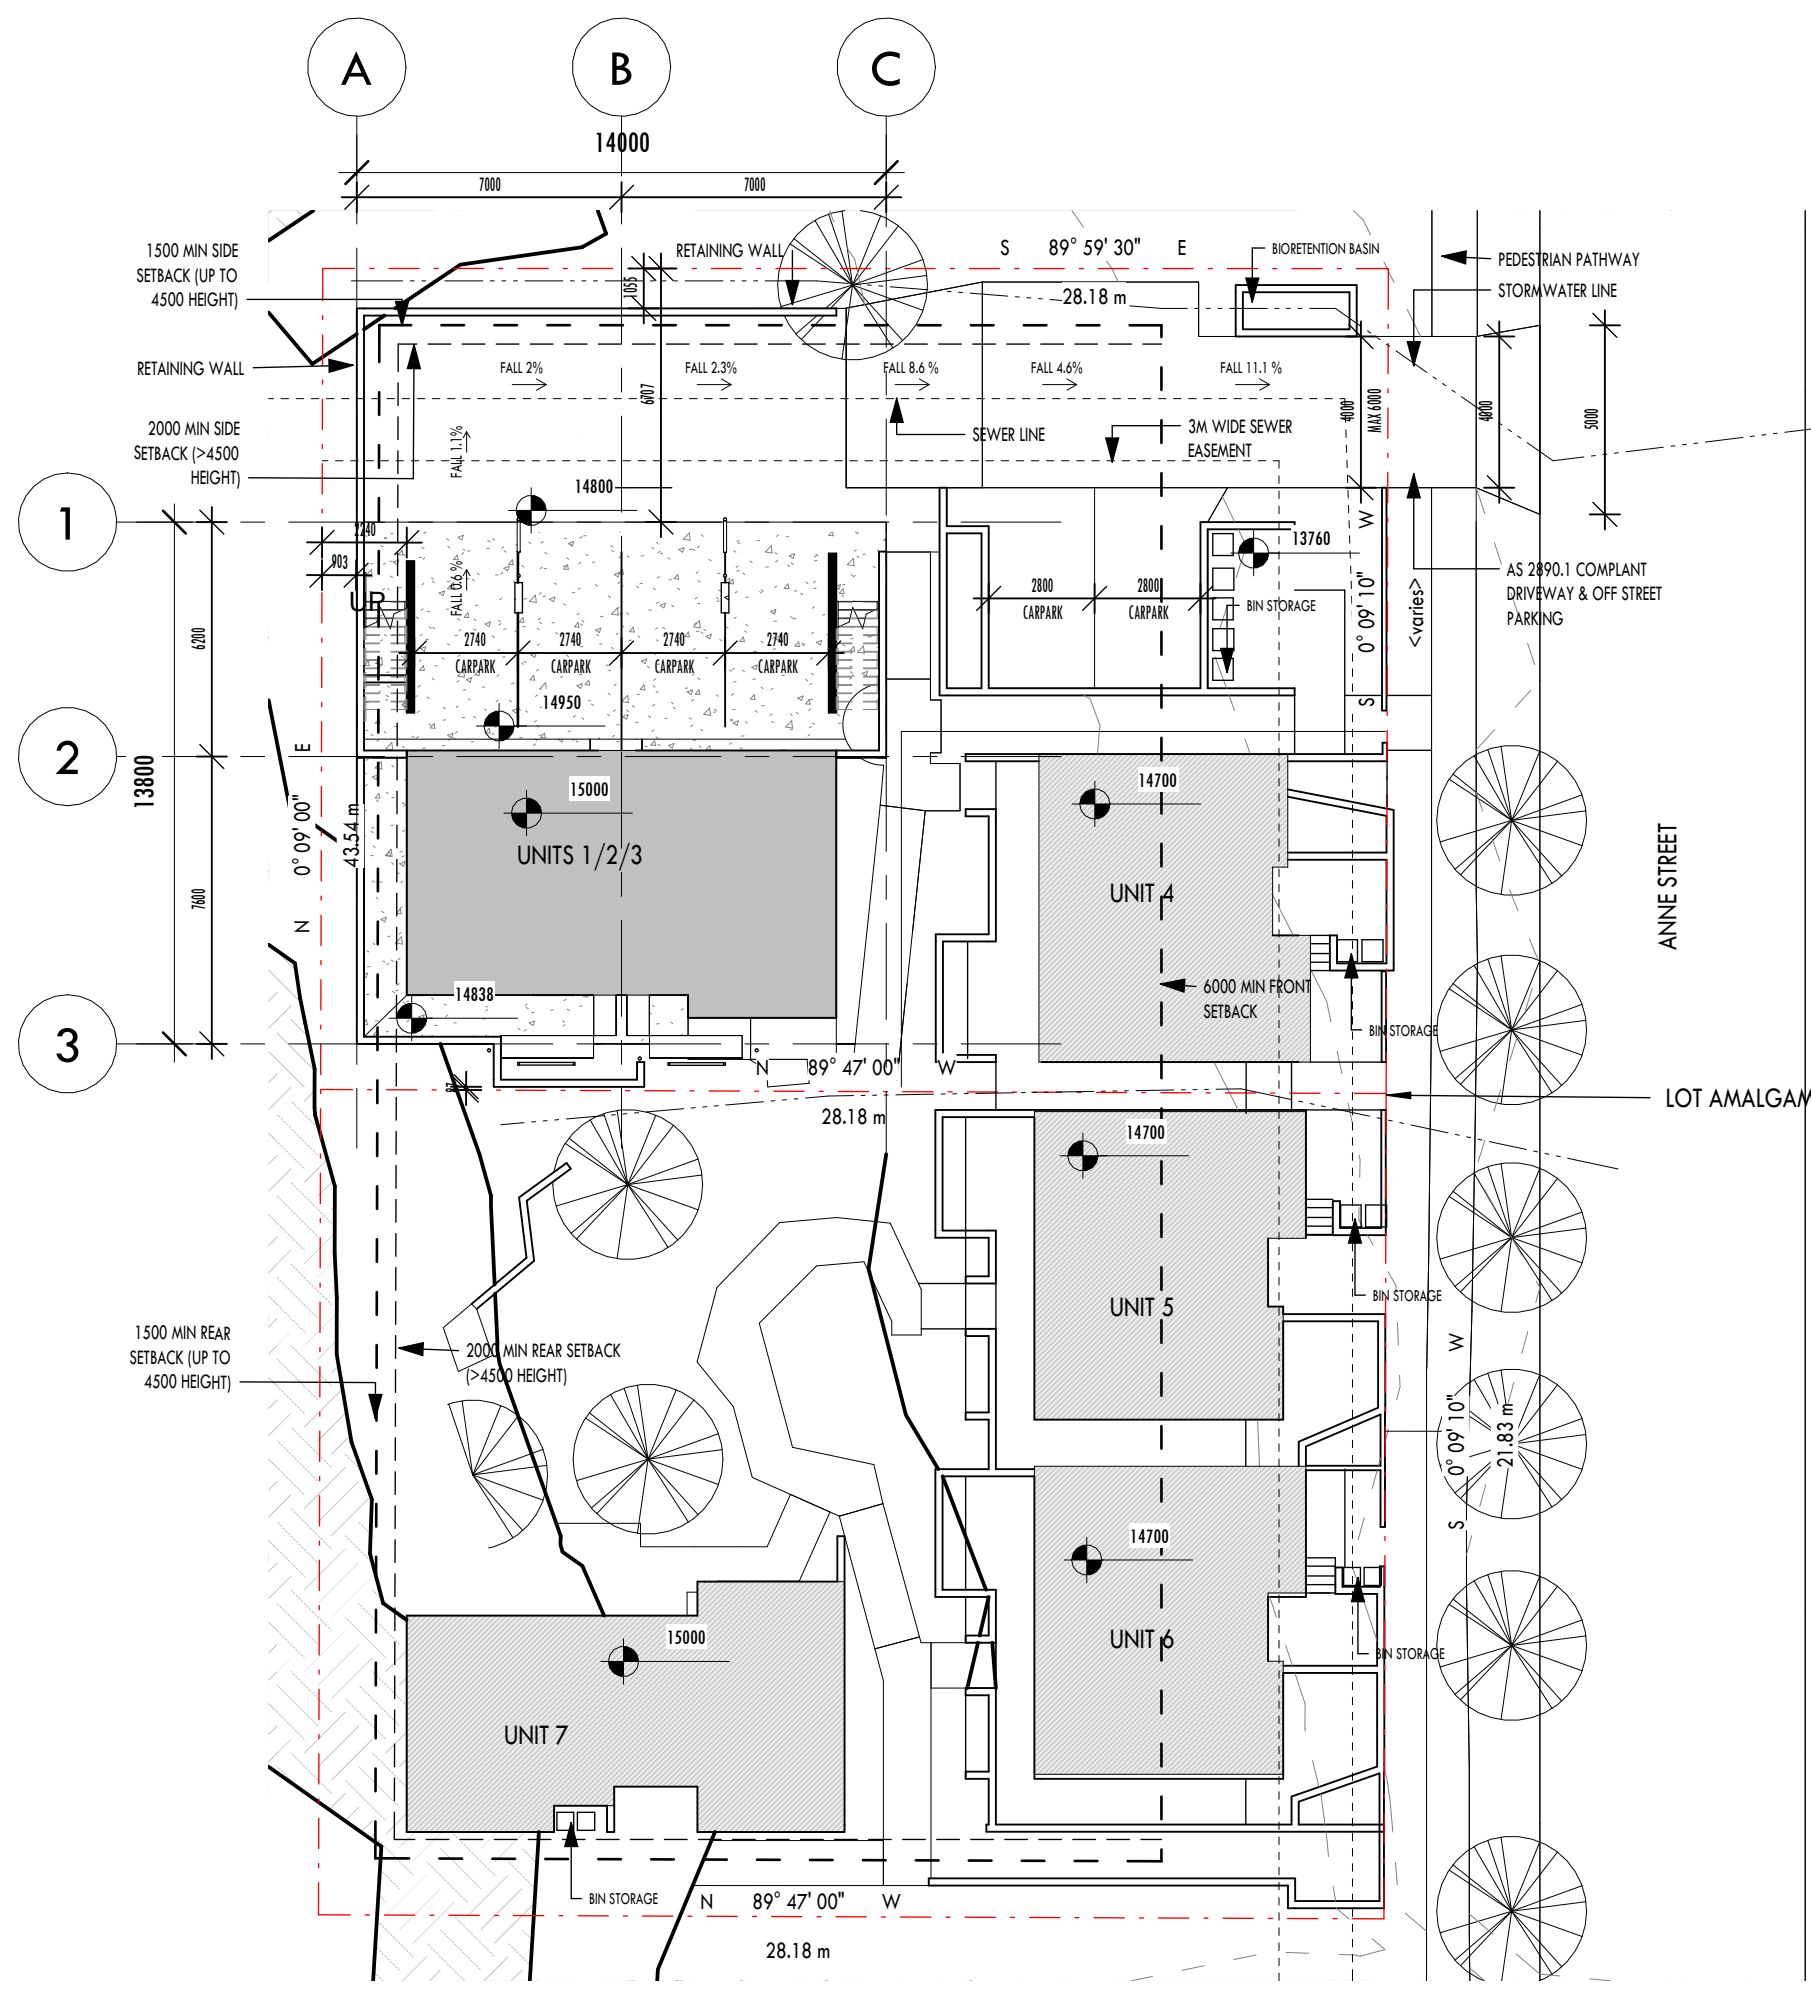 A
B
C
14000
7000
7000
1500 MIN SIDE
SETBACK (UP TO
4500 HEIGHT)
RETAINING WALL
1055
S 89° 59' 30" E
28.18 m
BIORETENTION BASIN
PEDESTRIAN PATHWAY
STORMWATER LINE
RETAINING WALL
FALL 2%
FALL 2.3%
FALL 8.6 %
FALL 4.6%
FALL 11.1 %
6707
4000
MAX 6000
5000
2000 MIN SIDE
SETBACK (>4500
HEIGHT)
FALL 1.1%
SEWER LINE
3M WIDE SEWER
EASEMENT
14800
1
2240
903
UP
FALL 0.6 %
13760
2800
CARPARK
2800
CARPARK
BIN STORAGE
S 0° 09' 10" W
<varies>
AS 2890.1 COMPLANT
DRIVEWAY & OFF STREET
PARKING
6200
2740
CARPARK
2740
CARPARK
2740
CARPARK
2740
CARPARK
14950
2
13800
N 0° 09' 00" E
43.54 m
15000
UNITS 1/2/3
14700
UNIT 4
ANNE STREET
7600
14838
6000 MIN FRONT
SETBACK
BIN STORAGE
3
N 89° 47' 00" W
28.18 m
LOT AMALGAM
14700
UNIT 5
BIN STORAGE
1500 MIN REAR
SETBACK (UP TO
4500 HEIGHT)
2000 MIN REAR SETBACK
(>4500 HEIGHT)
S 0° 09' 10" W
21.83 m
14700
UNIT 6
BIN STORAGE
15000
UNIT 7
BIN STORAGE
N 89° 47' 00" W
28.18 m